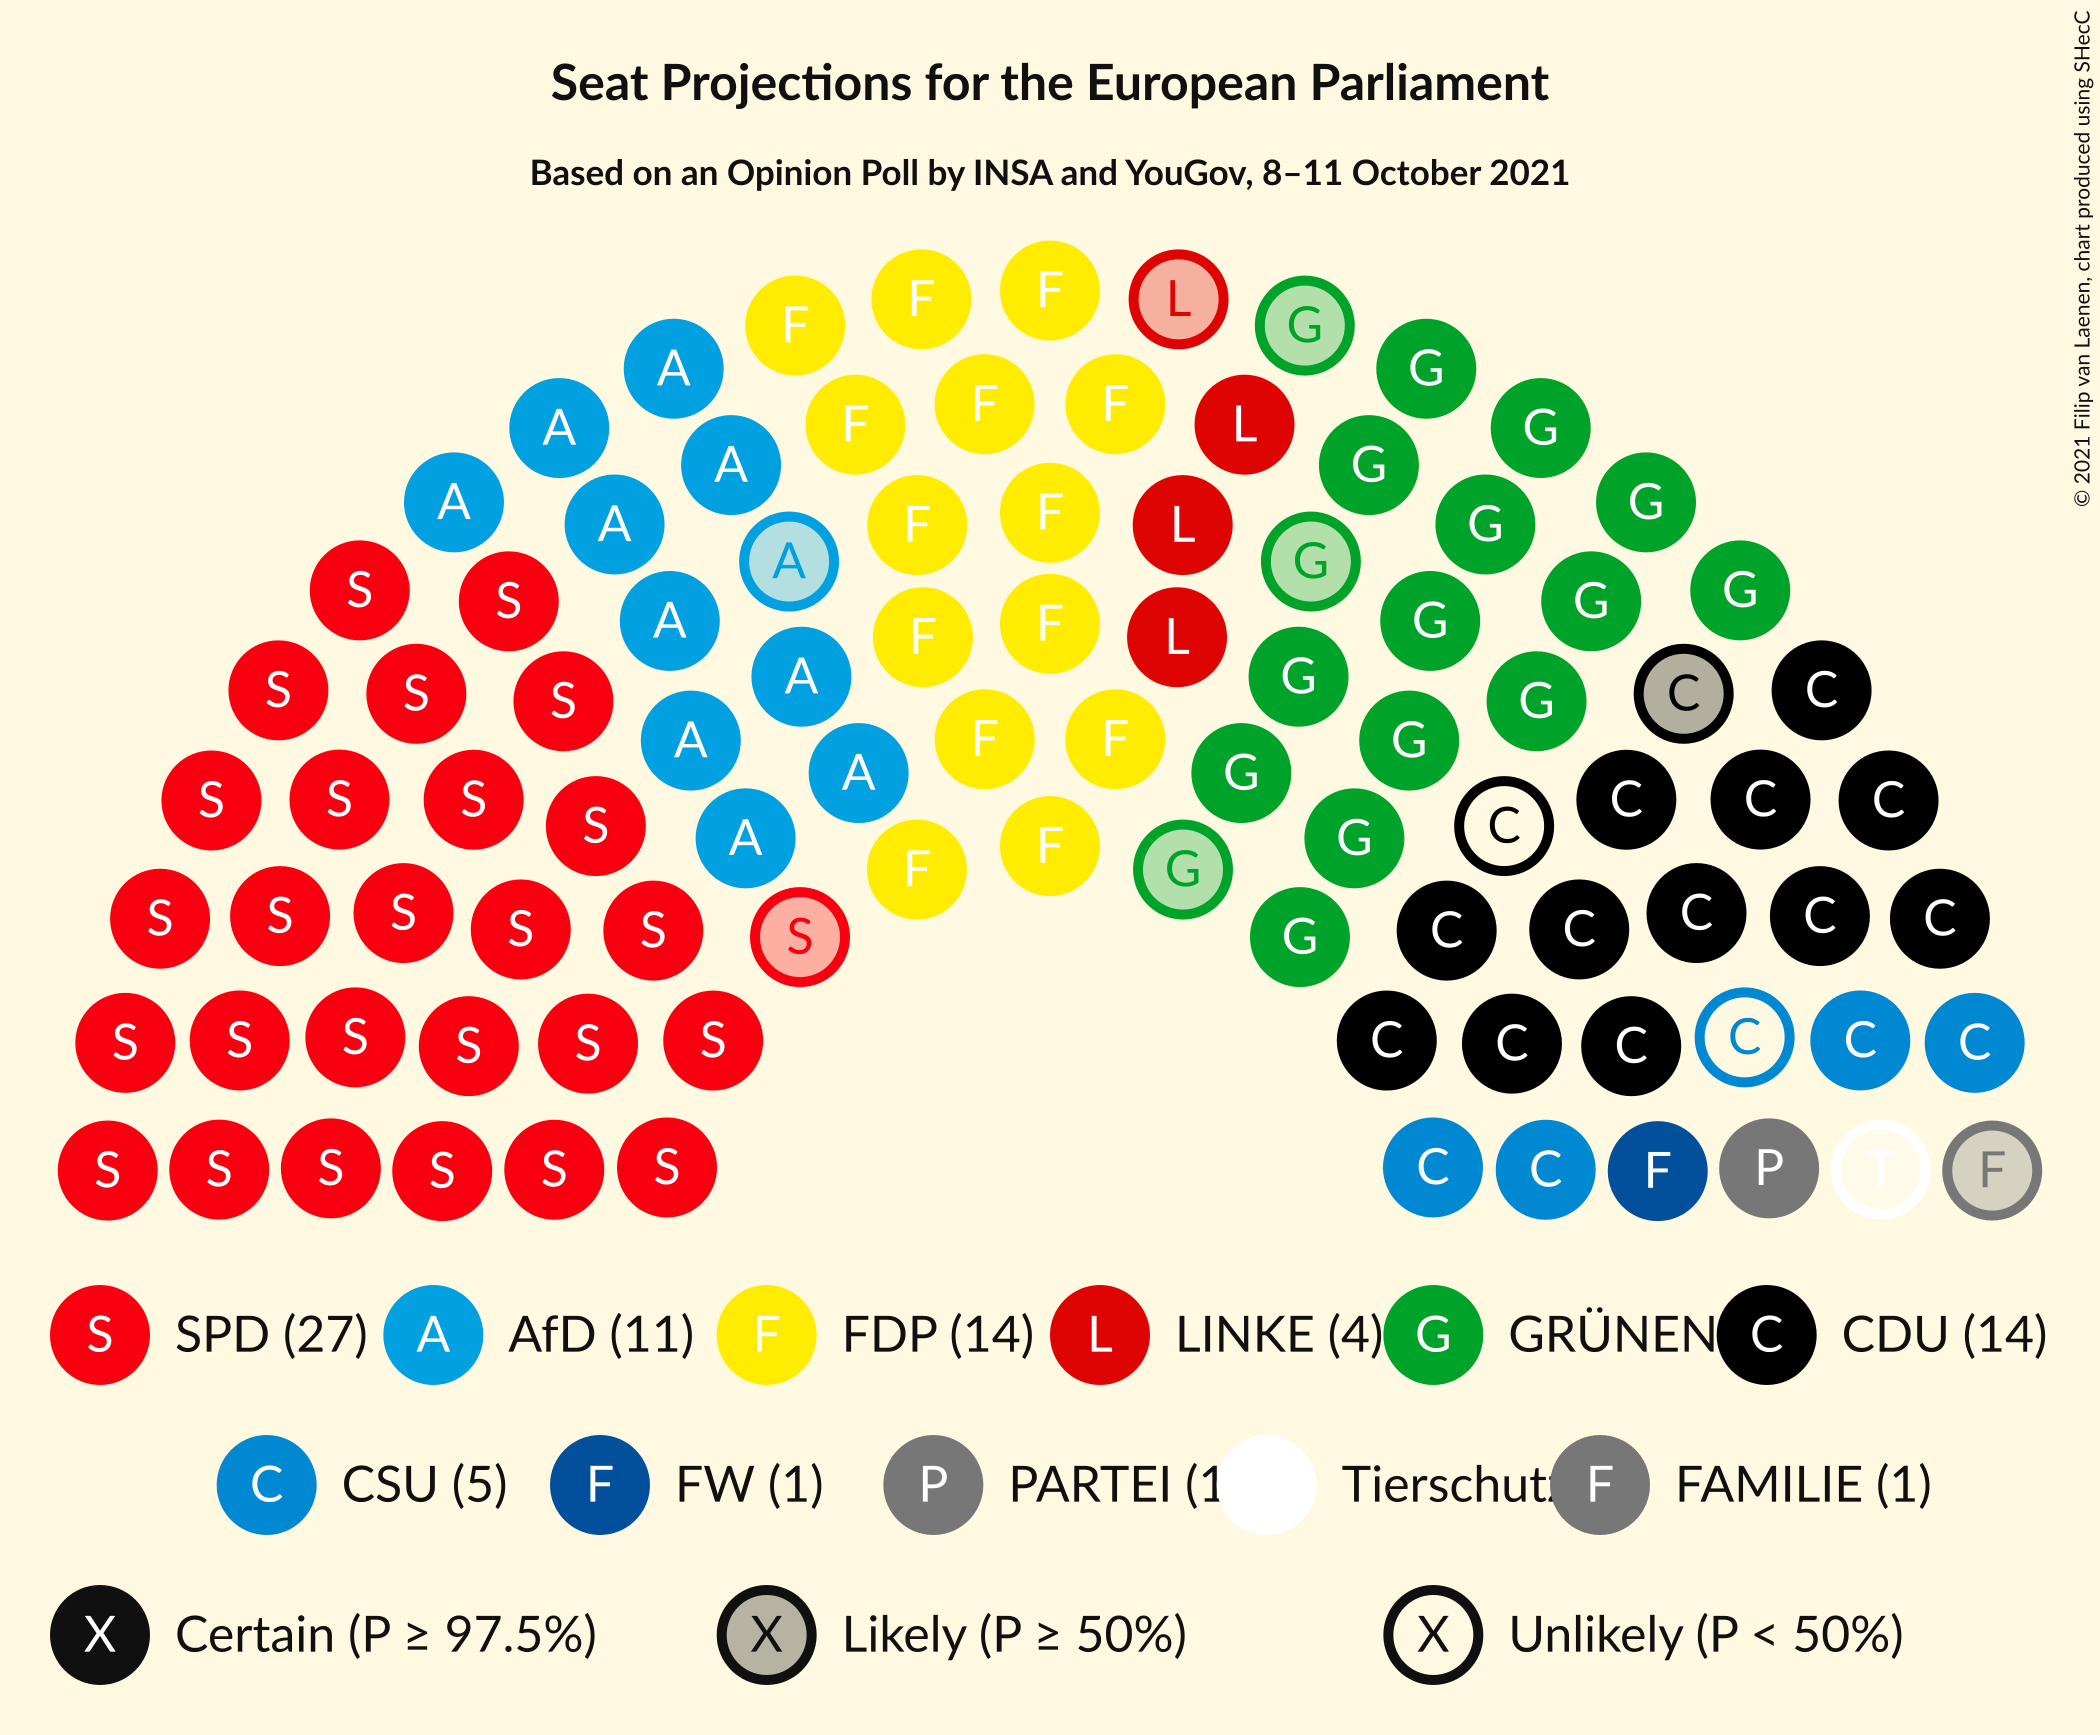 © 2021 Filip van Laenen, chart produced using SHecC
Seat Projections for the European Parliament
Based on an Opinion Poll by INSA and YouGov, 8–11 October 2021
F F F L G
A G
F F
A F L G
A G
A G
A F F L G
A G
S S G G
A F F L G
S S S A G G C C
A F F G
S S S A G C C C
S A F G C
F G
S S S S S S G C C C C C
S S S S S S C C C C C C
S S S S S S C C F P T F
S SPD (27) A AfD (11) F FDP (14) L LINKE (4) G GRÜNEN C CDU (14)
C CSU (5) F FW (1) P PARTEI (1 Tierschutz F FAMILIE (1)
X Certain (P ≥ 97.5%) X Likely (P ≥ 50%) X Unlikely (P < 50%)